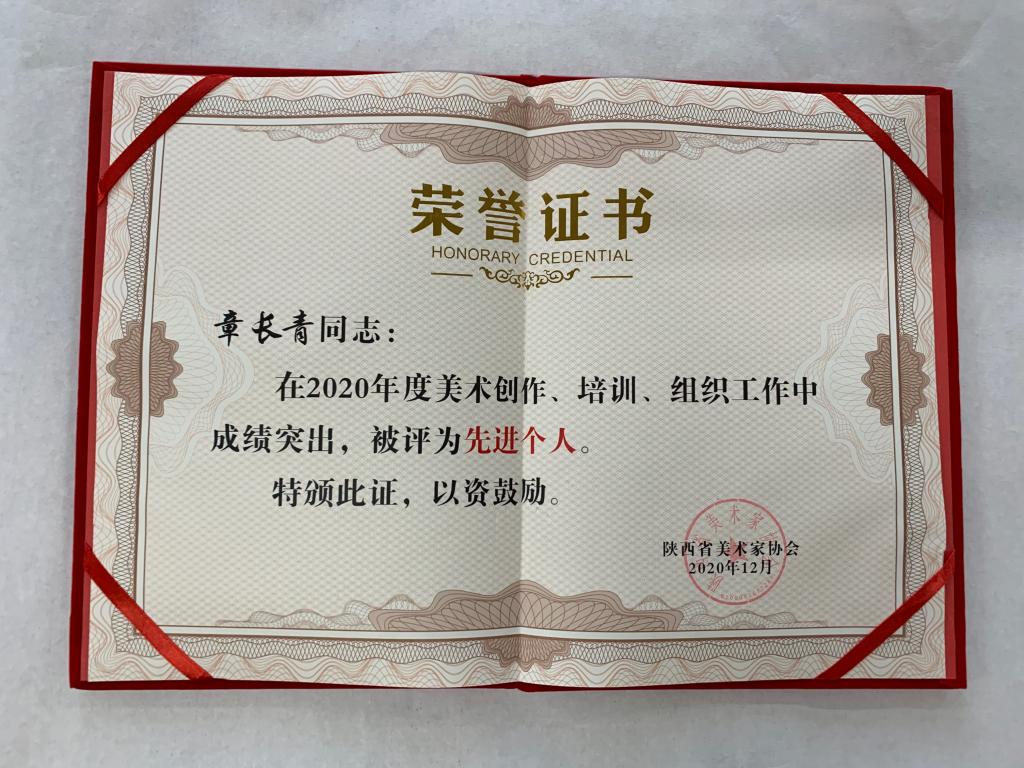 荣誉证书
HONORARY CREDENTIAL
章长青同志：
在2020年度美术创作、培训、组织工作中
成绩突出，被评为先进个人。
特颁此证，以资鼓励。
陕西省美术家协会
2020年12月